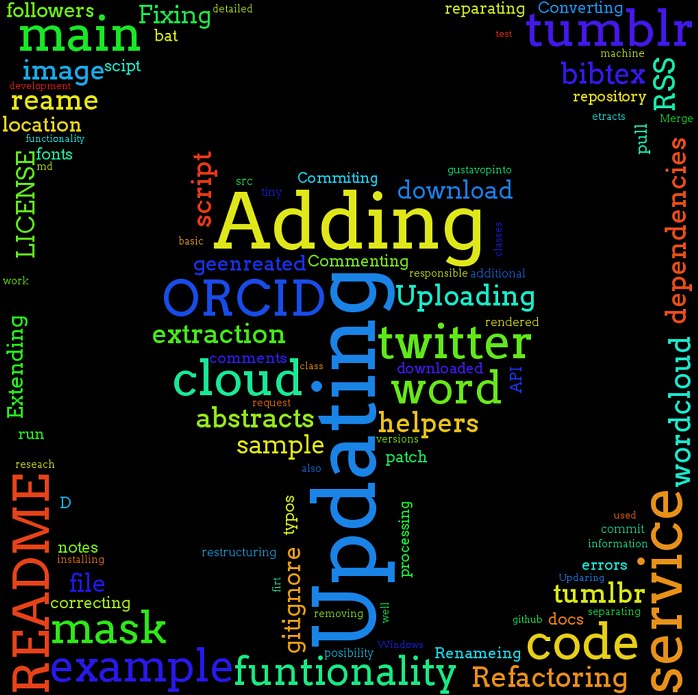 followers
Fixing
detailed
reparating
Converting
main
bat
test
tumblr
image
scipt
machine
development
bibtex
RSS
reame
repository
location
etracts
Merge
functionality
pull
fonts
md
LICENSE
script
src
tiny
Commiting
gustavopinto
download
dependencies
Adding
basic
classes
geenreated
Commenting
responsible
additional
work
ORCID
Updating
Uploading
Extending
extraction
rendered
twitter
comments
class
downloaded
API
wordcloud
cloud
word
request
abstracts
helpers
run
sample
versions
also
patch
reseach
README
D
typos
processing
service
used
commit
notes
restructuring
information
installing
gitignore
errors
file
firt
Updaring
correcting
tumlbr
removing
well
separating
mask
github
docs
code
posibility
Windows
Renameing
example
funtionality
Refactoring